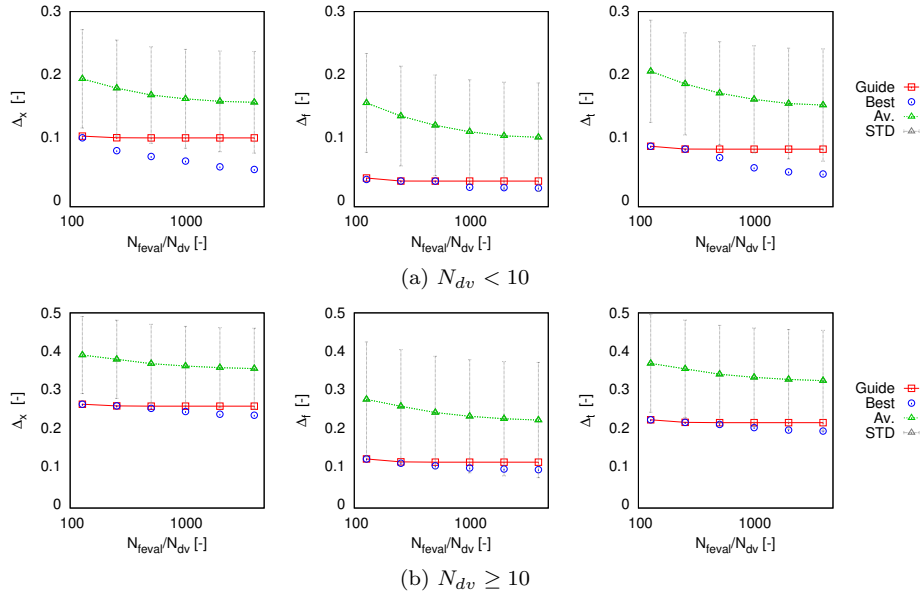 0.3
0.2
0.1
0
Δx [-]
100
1000
Nfeval/Ndv [-]
0.3
0.2
0.1
0
Δf [-]
100
1000
Nfeval/Ndv [-]
0.3
0.2
0.1
0
Δt [-]
100
1000
Nfeval/Ndv [-]
Guide
Best
Av.
STD
(a) Ndv < 10
0.5
0.4
0.3
0.2
0.1
0
Δx [-]
100
1000
Nfeval/Ndv [-]
0.5
0.4
0.3
0.2
0.1
0
Δf [-]
100
1000
Nfeval/Ndv [-]
0.5
0.4
0.3
0.2
0.1
0
Δt [-]
100
1000
Nfeval/Ndv [-]
Guide
Best
Av.
STD
(b) Ndv ≥ 10